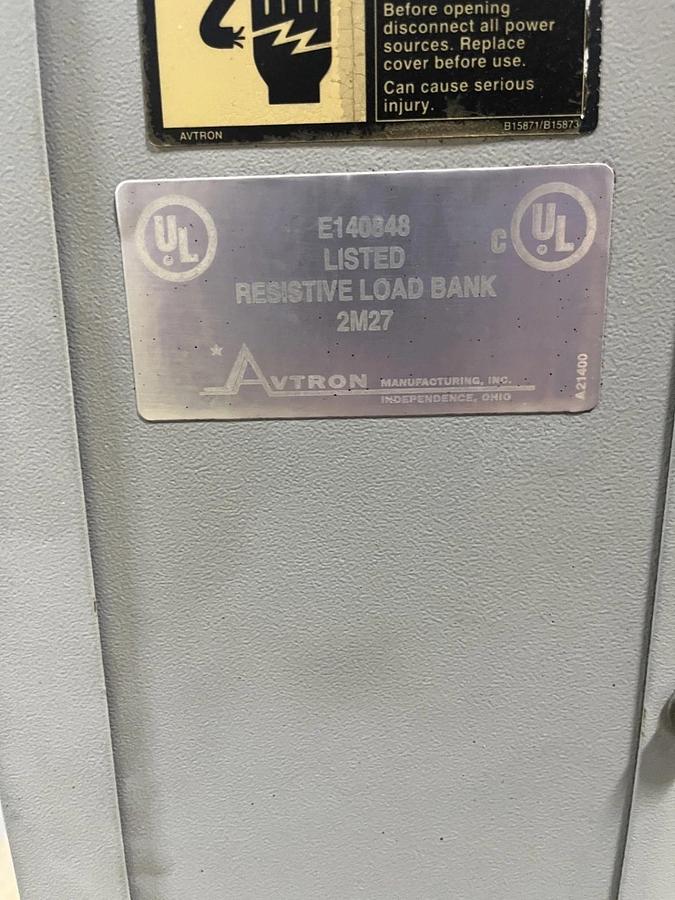 Before opening
disconnect all power
sources. Replace
cover before use.
Can cause serious
injury.
AVTRON
B15871/B15873
UL
C UL
E140848
LISTED
RESISTIVE LOAD BANK
2M27
AVTRON MANUFACTURING, INC.
INDEPENDENCE, OHIO
A21400